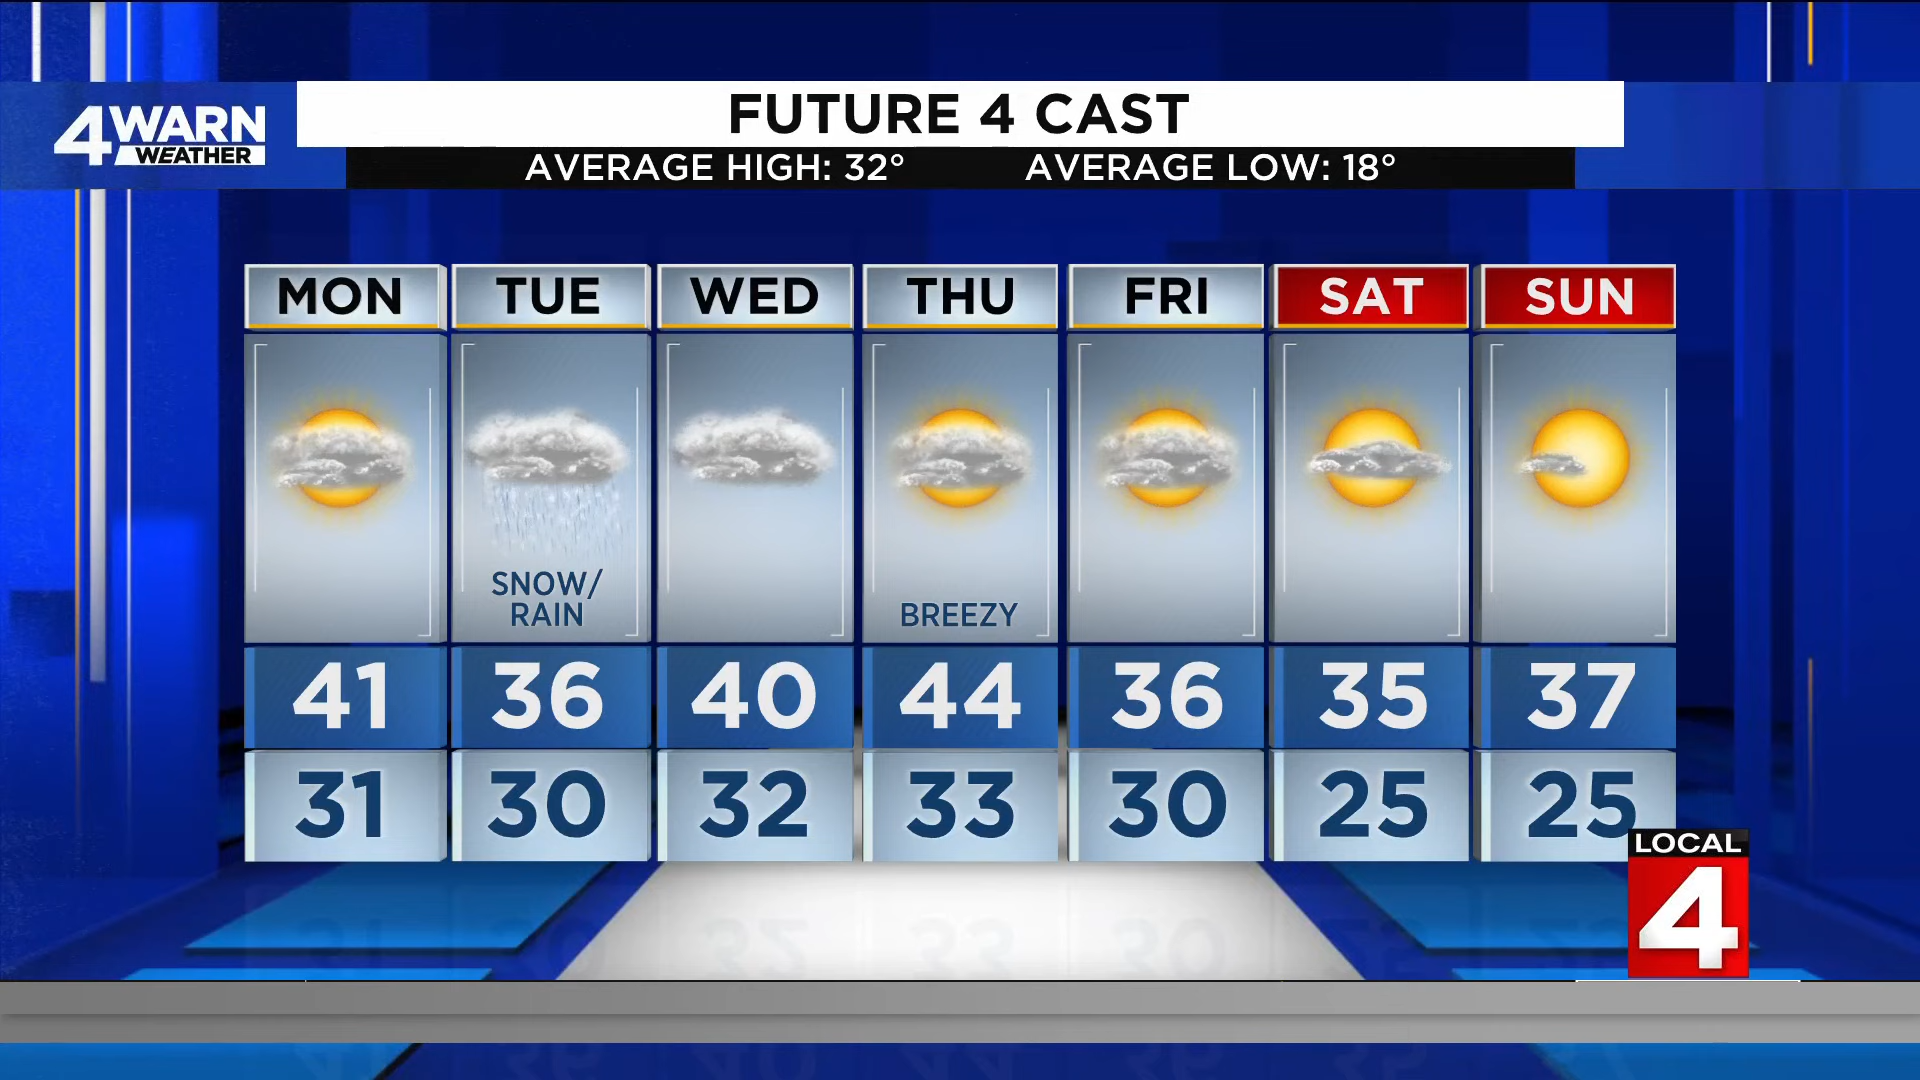 4WARN
WEATHER
FUTURE 4 CAST
AVERAGE HIGH: 32° AVERAGE LOW: 18°
MON TUE WED THU FRI SAT SUN
SNOW/
RAIN
BREEZY
41 36 40 44 36 35 37
31 30 32 33 30 25 25
LOCAL
4